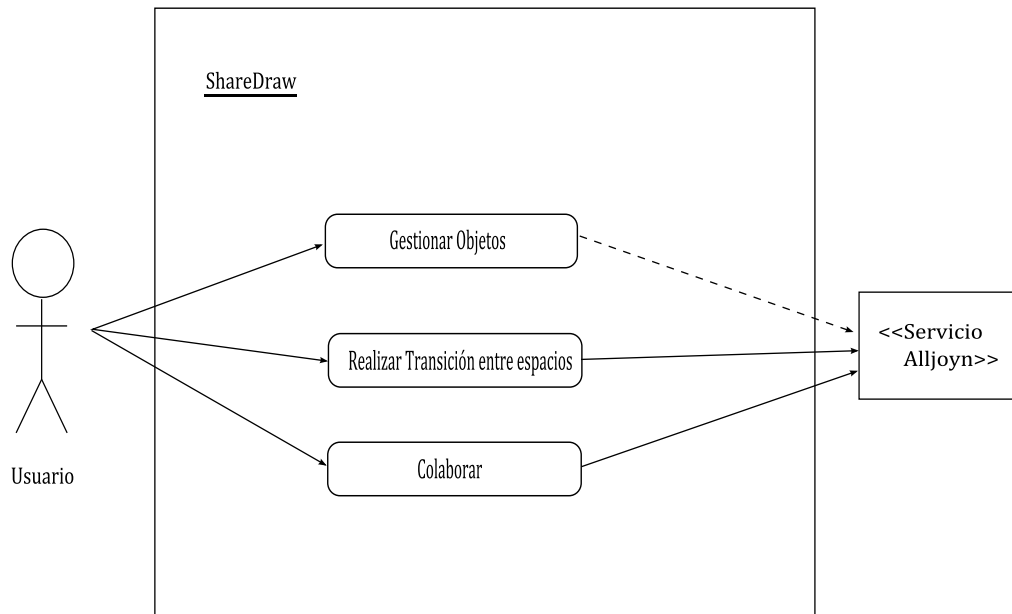 ShareDraw
Gestionar Objetos
Realizar Transición entre espacios
Colaborar
Usuario
<<Servicio
Alljoyn>>